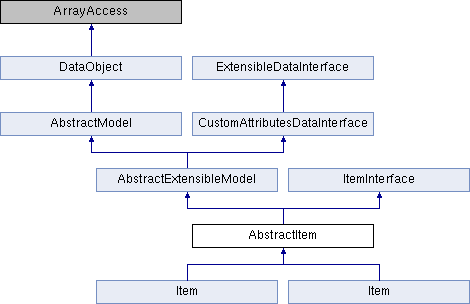 ArrayAccess
DataObject
ExtensibleDataInterface
AbstractModel
CustomAttributesDataInterface
AbstractExtensibleModel
ItemInterface
AbstractItem
Item
Item